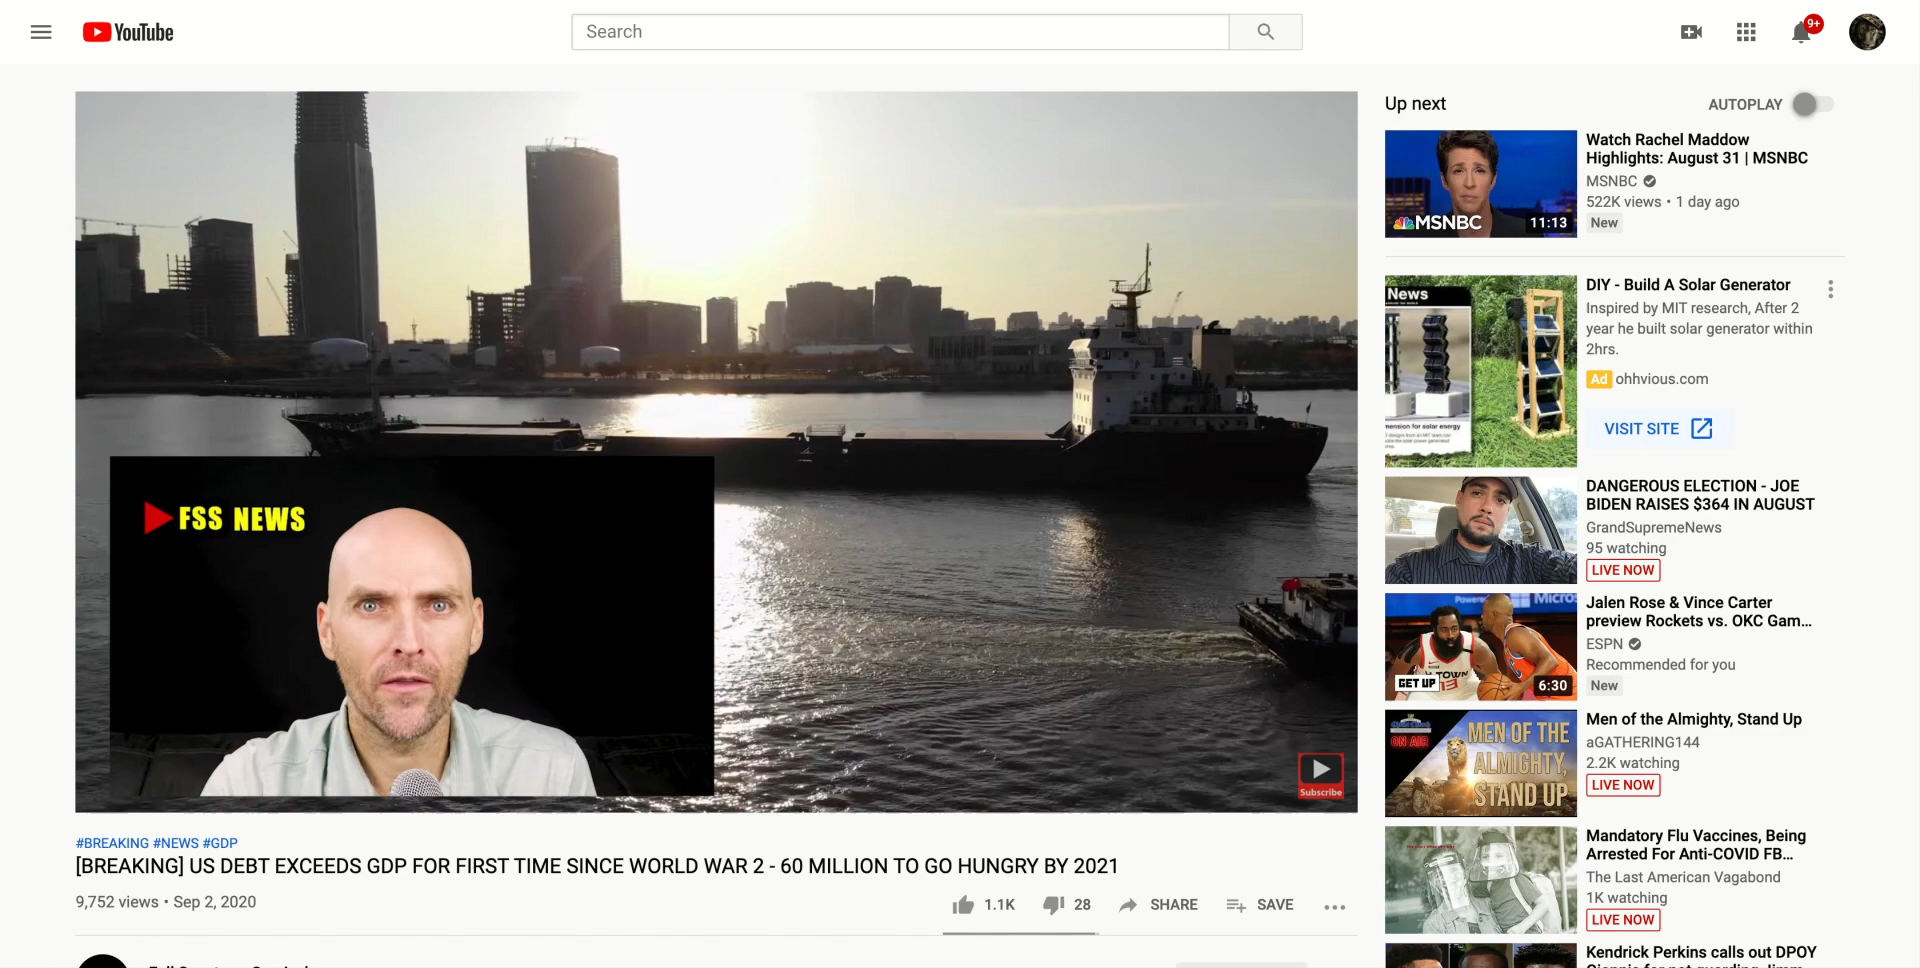 YouTube
Search
9+
FSS NEWS
Subscribe
#BREAKING #NEWS #GDP
[BREAKING] US DEBT EXCEEDS GDP FOR FIRST TIME SINCE WORLD WAR 2 - 60 MILLION TO GO HUNGRY BY 2021
9,752 views • Sep 2, 2020
1.1K
28
SHARE
SAVE
Up next
AUTOPLAY
MSNBC
11:13
Watch Rachel Maddow
Highlights: August 31 | MSNBC
MSNBC
522K views • 1 day ago
New
News
mension for solar energy
DIY - Build A Solar Generator
Inspired by MIT research, After 2
year he built solar generator within
2hrs.
Ad ohhvious.com
VISIT SITE
DANGEROUS ELECTION - JOE
BIDEN RAISES $364 IN AUGUST
GrandSupremeNews
95 watching
LIVE NOW
GET UP
6:30
Jalen Rose & Vince Carter
preview Rockets vs. OKC Gam...
ESPN
Recommended for you
New
ON AIR
MEN OF THE
ALMIGHTY,
STAND UP
Men of the Almighty, Stand Up
aGATHERING144
2.2K watching
LIVE NOW
Mandatory Flu Vaccines, Being
Arrested For Anti-COVID FB...
The Last American Vagabond
1K watching
LIVE NOW
Kendrick Perkins calls out DPOY